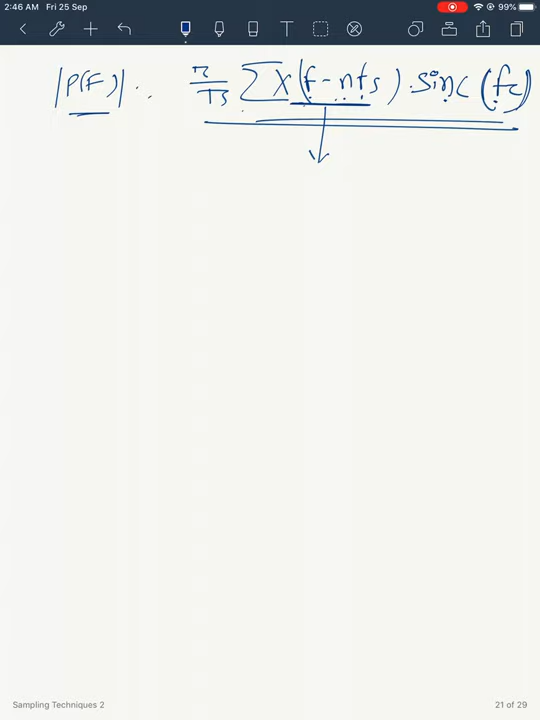 2:46 AM Fri 25 Sep 99%
|P(F)| .. τ/Ts ∑ X (f-nfs) . Sinc (fτ)
Sampling Techniques 2 21 of 29